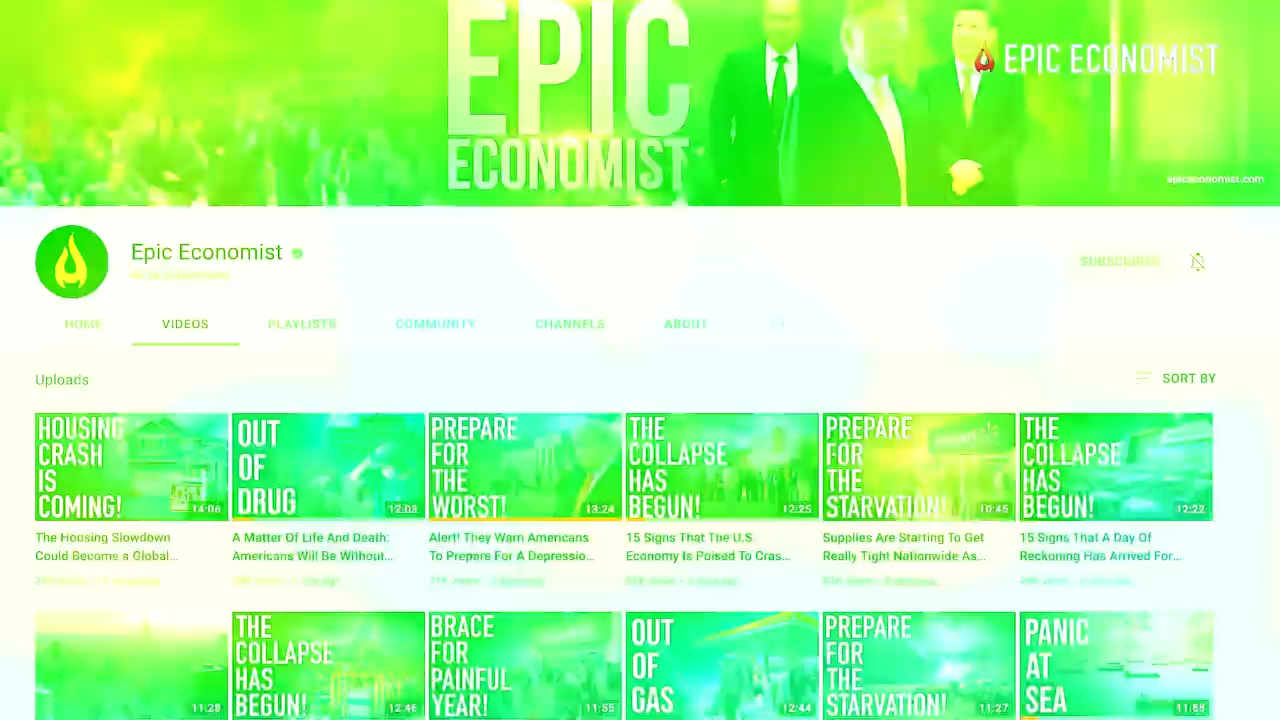 EPIC
ECONOMIST
EPIC ECONOMIST
epiceconomist.com
Epic Economist
SUBSCRIBED
HOME VIDEOS PLAYLISTS COMMUNITY CHANNELS ABOUT
Uploads
SORT BY
HOUSING
CRASH
IS
COMING!
14:06
OUT
OF
DRUG
12:03
PREPARE
FOR
THE
WORST!
13:24
THE
COLLAPSE
HAS
BEGUN!
12:25
PREPARE
FOR
THE
STARVATION!
10:45
THE
COLLAPSE
HAS
BEGUN!
12:22
The Housing Slowdown
Could Become a Global...
A Matter Of Life And Death:
Americans Will Be Without...
Alert! They Warn Americans
To Prepare For A Depressio...
15 Signs That The U.S.
Economy Is Poised To Cras...
Supplies Are Starting To Get
Really Tight Nationwide As...
15 Signs That A Day Of
Reckoning Has Arrived For...
11:28
THE
COLLAPSE
HAS
BEGUN!
12:46
BRACE
FOR
PAINFUL
YEAR!
11:55
OUT
OF
GAS
12:44
PREPARE
FOR
THE
STARVATION!
11:27
PANIC
AT
SEA
11:58